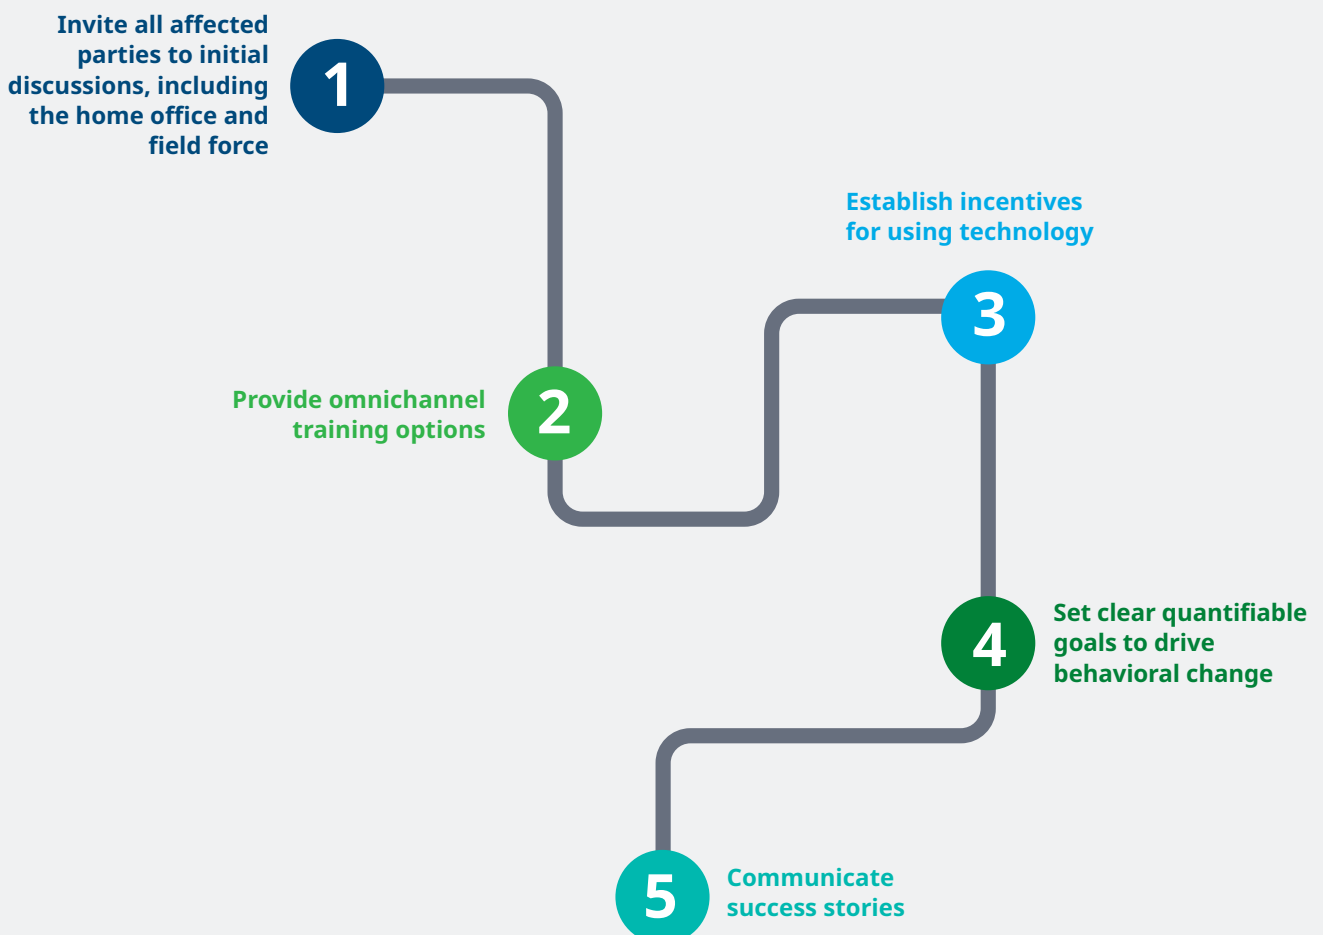 Invite all affected
parties to initial
discussions, including
the home office and
field force
1
Establish incentives
for using technology
3
Provide omnichannel
training options
2
Set clear quantifiable
goals to drive
behavioral change
4
5
Communicate
success stories